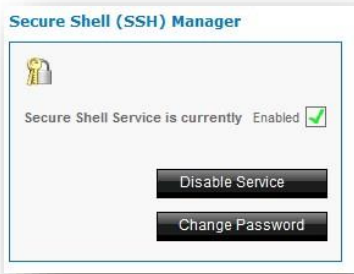 Secure Shell (SSH) Manager
Secure Shell Service is currently Enabled
Disable Service
Change Password